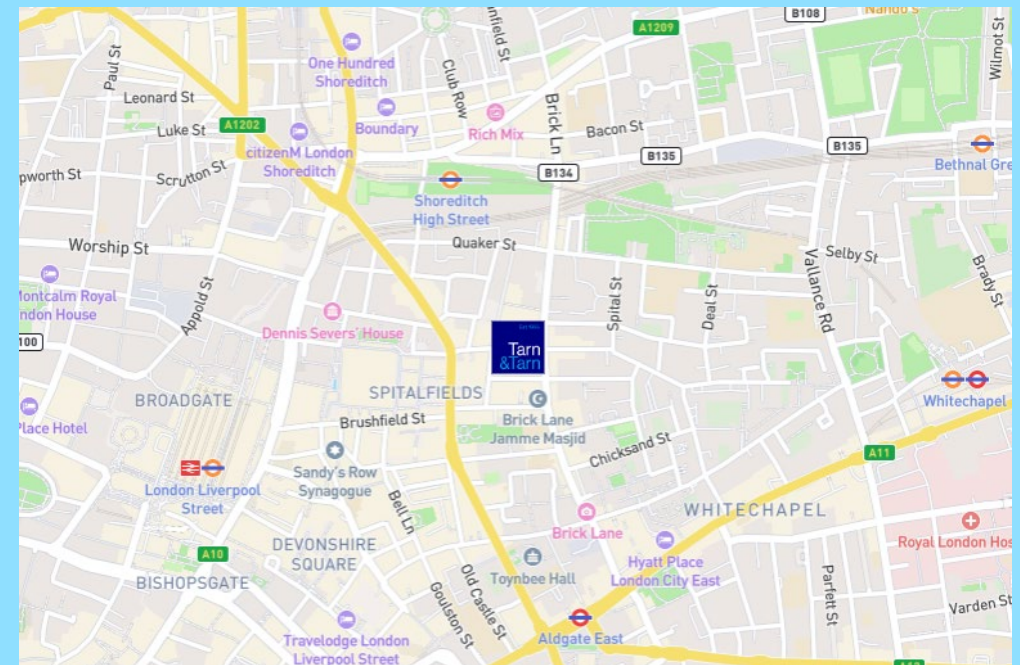 B108
Nando's
A1209
Wilmot St
Paul St
One Hundred
Shoreditch
Club Row
Leonard St
Boundary
Rich Mix
Brick Ln
Bacon St
A1202
Luke St
citizenM London
Shoreditch
B135
B135
Bethnal Gre
pworth St
Scrutton St
B134
Shoreditch
High Street
Worship St
Quaker St
Selby St
Vallance Rd
Brady St
Montcalm Royal
ndon House
Appold St
Spital St
Deal St
Dennis Severs' House
100
Tarn
&Tarn
BROADGATE
SPITALFIELDS
Whitechapel
Place Hotel
Brushfield St
Brick Lane
Jamme Masjid
Chicksand St
A11
Sandy's Row
Synagogue
London Liverpool
Street
Bell Ln
WHITECHAPEL
Brick Lane
Royal London Hos
A10
DEVONSHIRE
SQUARE
Hyatt Place
London City East
BISHOPSGATE
Toynbee Hall
Parfett St
Goulston St
Old Castle St
Varden St
Travelodge London
Liverpool Street
Aldgate East